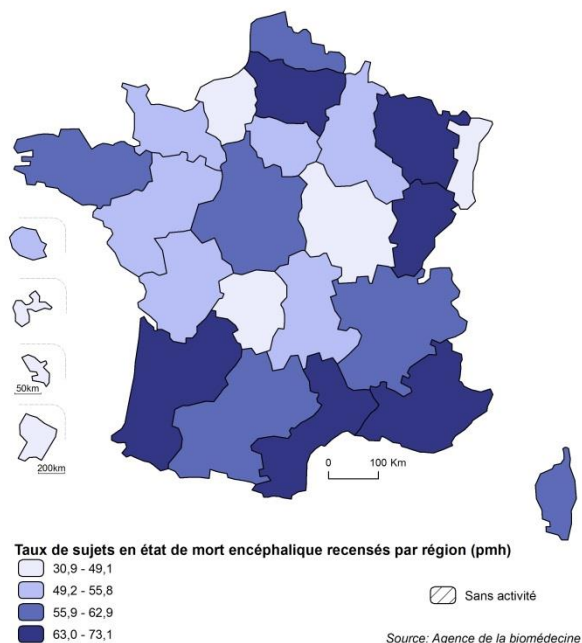 50km
200km
0 100 Km
Taux de sujets en état de mort encéphalique recensés par région (pmh)
30,9 - 49,1
49,2 - 55,8
55,9 - 62,9
63,0 - 73,1
Sans activité
Source: Agence de la biomédecine